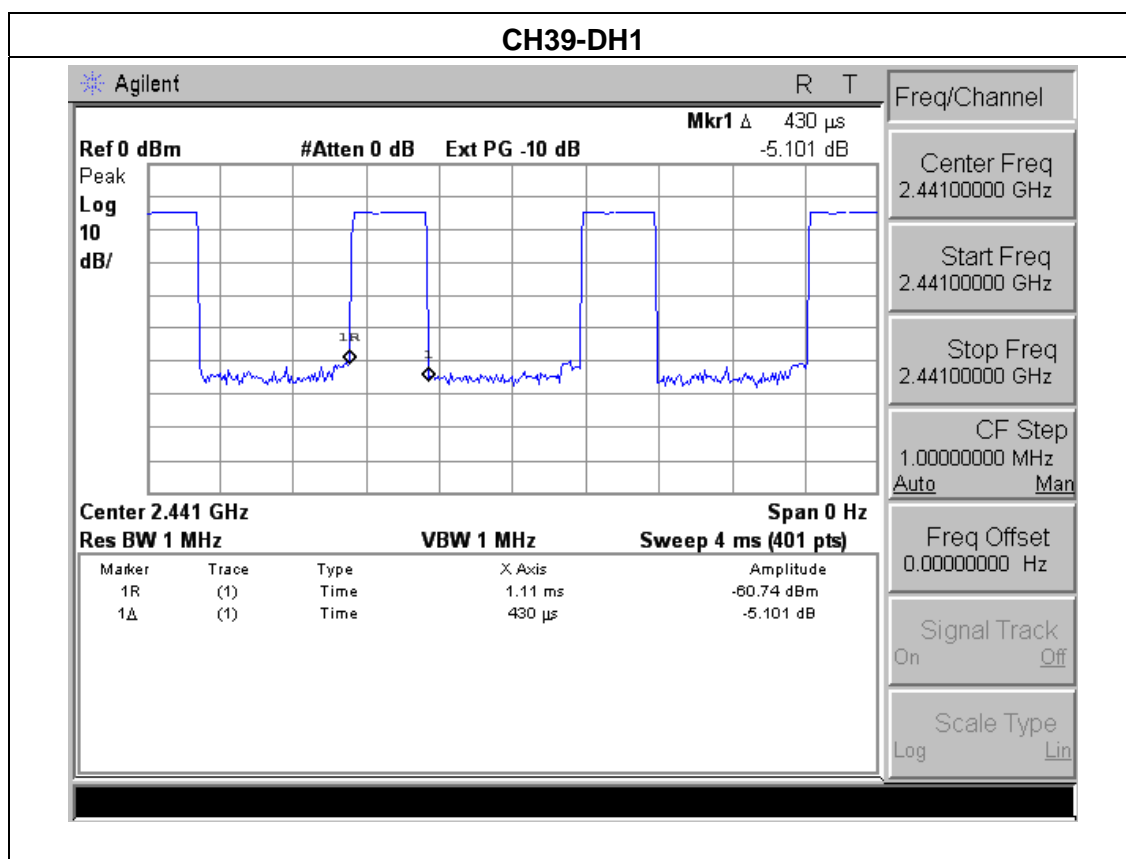 CH39-DH1
Agilent R T
Mkr1 Δ 430 µs
Ref 0 dBm #Atten 0 dB Ext PG -10 dB -5.101 dB
Peak
Log
10
dB/
1R
1
Center 2.441 GHz Span 0 Hz
Res BW 1 MHz VBW 1 MHz Sweep 4 ms (401 pts)
Marker Trace Type X Axis Amplitude
1R (1) Time 1.11 ms -60.74 dBm
1Δ (1) Time 430 µs -5.101 dB
Freq/Channel
Center Freq
2.44100000 GHz
Start Freq
2.44100000 GHz
Stop Freq
2.44100000 GHz
CF Step
1.00000000 MHz
Auto Man
Freq Offset
0.00000000 Hz
Signal Track
On Off
Scale Type
Log Lin